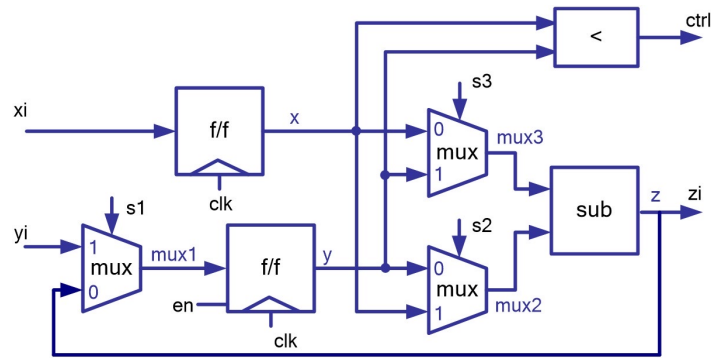 ctrl
<
s3
xi
f/f
x
0
mux
mux3
1
clk
sub
z
zi
s1
s2
yi
1
mux
mux1
f/f
y
0
mux
0
en
1
mux2
clk